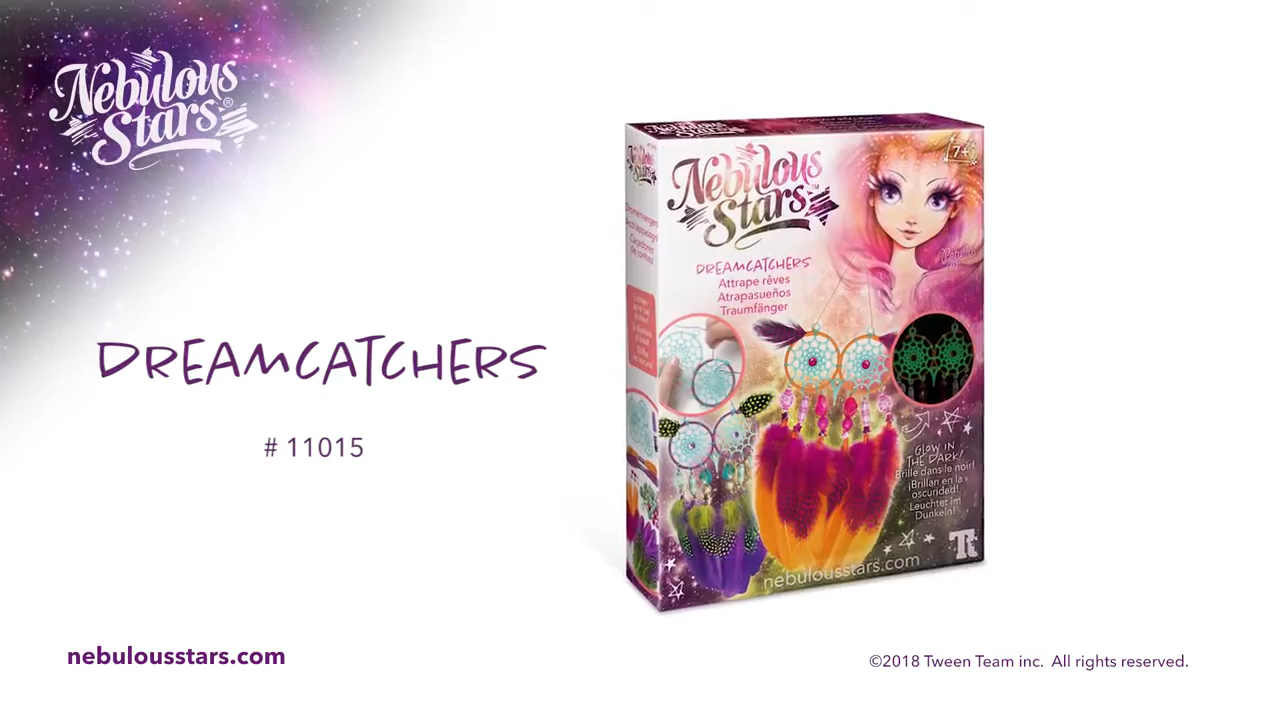 Nebulous
Stars®
DREAMCATCHERS
# 11015
nebulousstars.com
Nebulous
Stars™
7+
DREAMCATCHERS
Attrape rêves
Atrapasueños
Traumfänger
GLOW IN
THE DARK!
Brille dans le noir!
¡Brillan en la
oscuridad!
Leuchtet im
Dunkeln!
nebulousstars.com
©2018 Tween Team inc. All rights reserved.